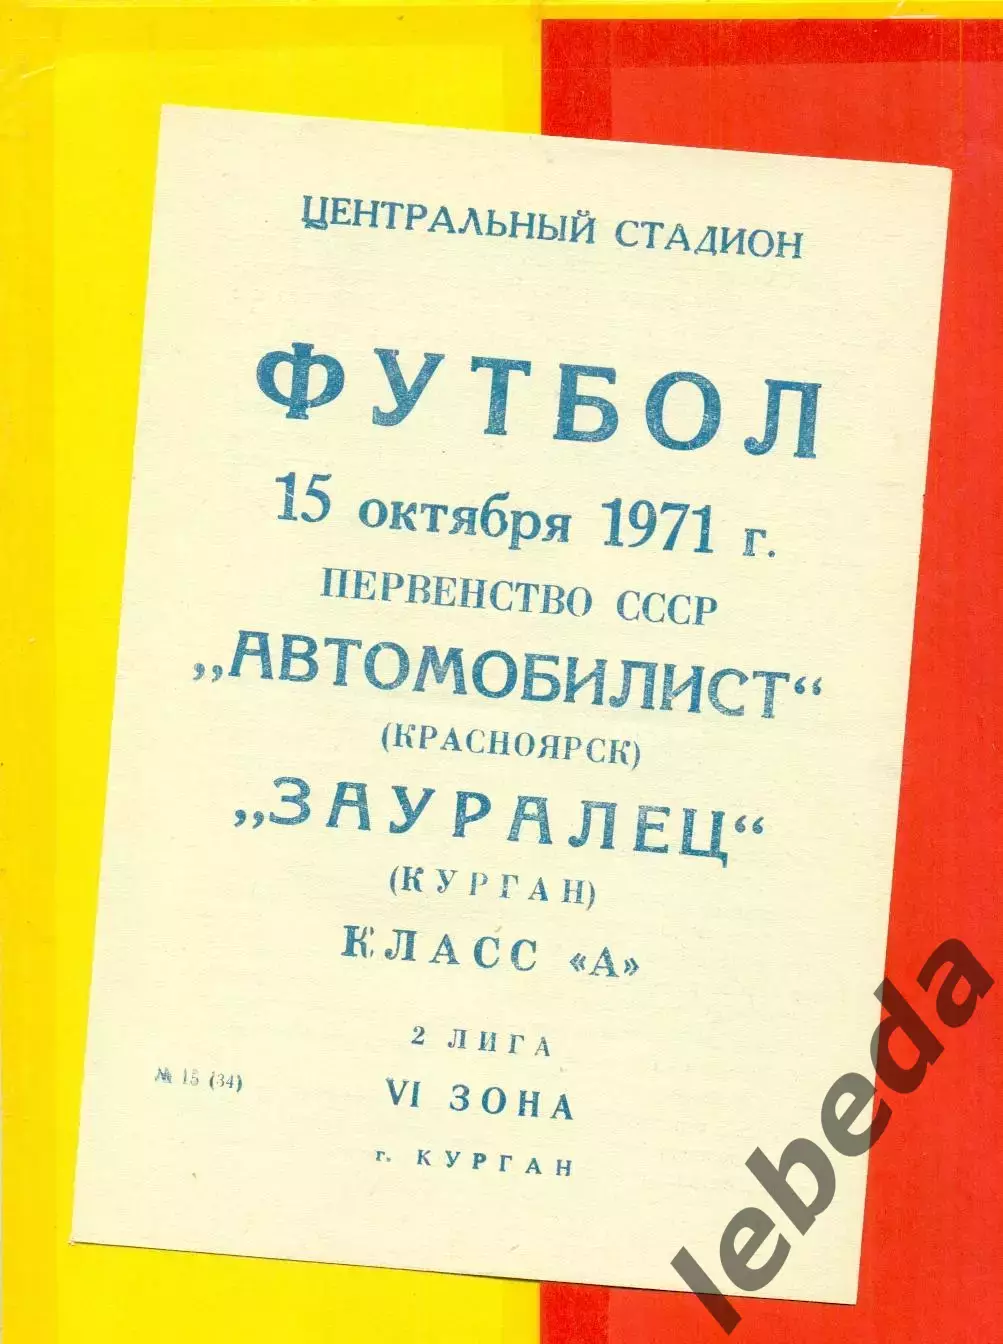 ЦЕНТРАЛЬНЫЙ СТАДИОН
ФУТБОЛ
15 октября 1971 г.
ПЕРВЕНСТВО СССР
„АВТОМОБИЛИСТ“
(КРАСНОЯРСК)
„ЗАУРАЛЕЦ“
(КУРГАН)
КЛАСС «А»
2 ЛИГА
№ 15 (34)
VI ЗОНА
г. КУРГАН
lebeda